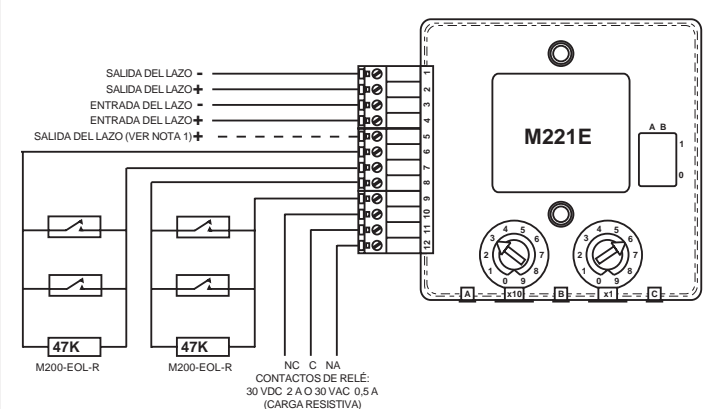 SALIDA DEL LAZO -
SALIDA DEL LAZO +
ENTRADA DEL LAZO -
ENTRADA DEL LAZO +
SALIDA DEL LAZO (VER NOTA 1) +
1
2
3
4
5
6
7
8
9
10
11
12
M221E
A B
1
0
0 1 2 3 4 5 6 7 8 9
0 1 2 3 4 5 6 7 8 9
A x10 B x1 C
47K
47K
M200-EOL-R
M200-EOL-R
NC C NA
CONTACTOS DE RELÉ:
30 VDC 2 A O 30 VAC 0,5 A
(CARGA RESISTIVA)